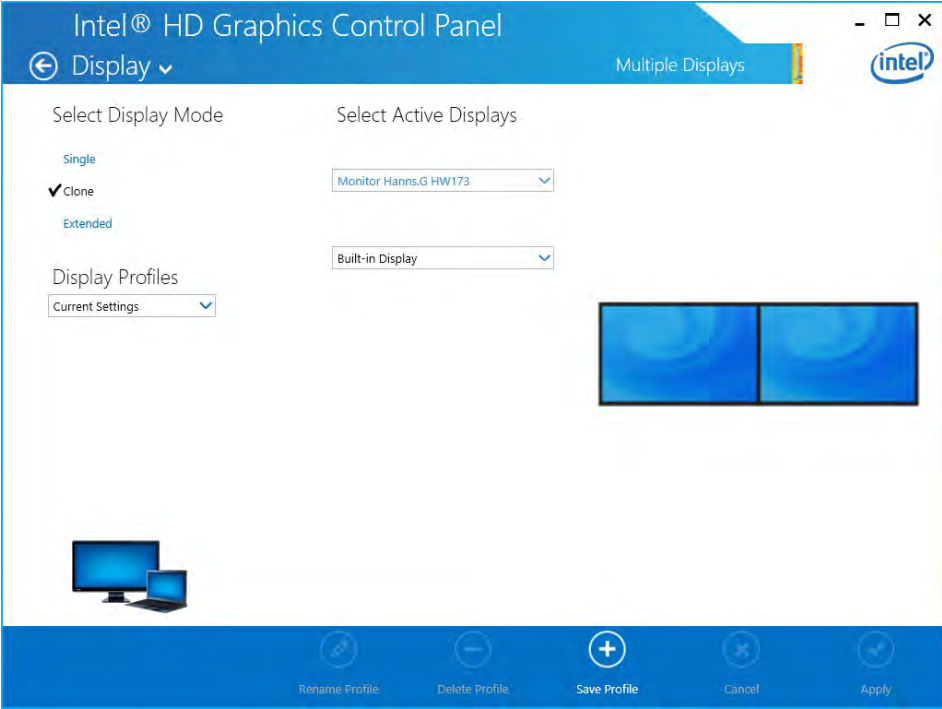 Intel® HD Graphics Control Panel
Display
Multiple Displays
intel
Select Display Mode
Single
Clone
Extended
Display Profiles
Current Settings
Select Active Displays
Monitor Hanns.G HW173
Built-in Display
Rename Profile
Delete Profile
Save Profile
Cancel
Apply